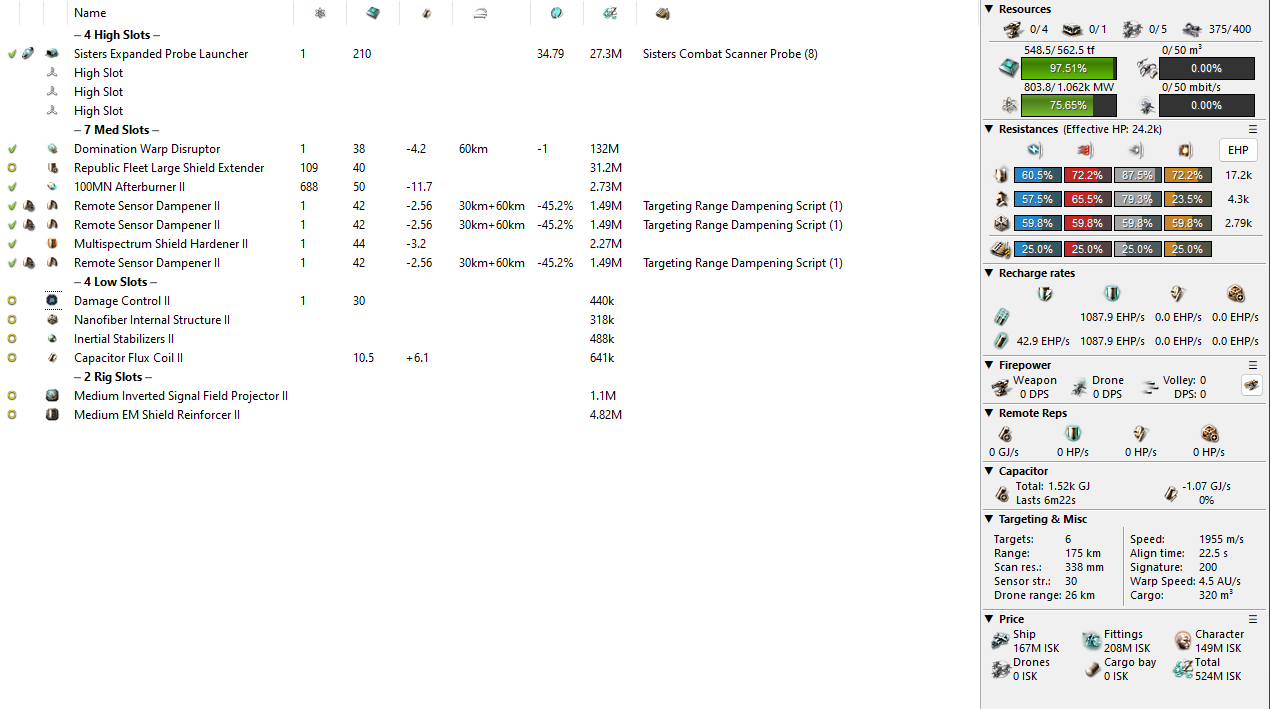 Name
– 4 High Slots –
Sisters Expanded Probe Launcher 1 210 34.79 27.3M Sisters Combat Scanner Probe (8)
High Slot
High Slot
High Slot
– 7 Med Slots –
Domination Warp Disruptor 1 38 -4.2 60km -1 132M
Republic Fleet Large Shield Extender 109 40 31.2M
100MN Afterburner II 688 50 -11.7 2.73M
Remote Sensor Dampener II 1 42 -2.56 30km+60km -45.2% 1.49M Targeting Range Dampening Script (1)
Remote Sensor Dampener II 1 42 -2.56 30km+60km -45.2% 1.49M Targeting Range Dampening Script (1)
Multispectrum Shield Hardener II 1 44 -3.2 2.27M
Remote Sensor Dampener II 1 42 -2.56 30km+60km -45.2% 1.49M Targeting Range Dampening Script (1)
– 4 Low Slots –
Damage Control II 1 30 440k
Nanofiber Internal Structure II 318k
Inertial Stabilizers II 488k
Capacitor Flux Coil II 10.5 +6.1 641k
– 2 Rig Slots –
Medium Inverted Signal Field Projector II 1.1M
Medium EM Shield Reinforcer II 4.82M
Resources
0/4 0/1 0/5 375/400
548.5/562.5 tf 0/50 m³
97.51% 0.00%
803.8/1.062k MW 0/50 mbit/s
75.65% 0.00%
Resistances (Effective HP: 24.2k)
EHP
60.5% 72.2% 87.5% 72.2% 17.2k
57.5% 65.5% 79.3% 23.5% 4.3k
59.8% 59.8% 59.8% 59.8% 2.79k
25.0% 25.0% 25.0% 25.0%
Recharge rates
1087.9 EHP/s 0.0 EHP/s 0.0 EHP/s
42.9 EHP/s 1087.9 EHP/s 0.0 EHP/s 0.0 EHP/s
Firepower
Weapon Drone Volley: 0
0 DPS 0 DPS DPS: 0
Remote Reps
0 GJ/s 0 HP/s 0 HP/s 0 HP/s
Capacitor
Total: 1.52k GJ -1.07 GJ/s
Lasts 6m22s 0%
Targeting & Misc
Targets: 6 Speed: 1955 m/s
Range: 175 km Align time: 22.5 s
Scan res.: 338 mm Signature: 200
Sensor str.: 30 Warp Speed: 4.5 AU/s
Drone range: 26 km Cargo: 320 m³
Price
Ship Fittings Character
167M ISK 208M ISK 149M ISK
Drones Cargo bay Total
0 ISK 0 ISK 524M ISK